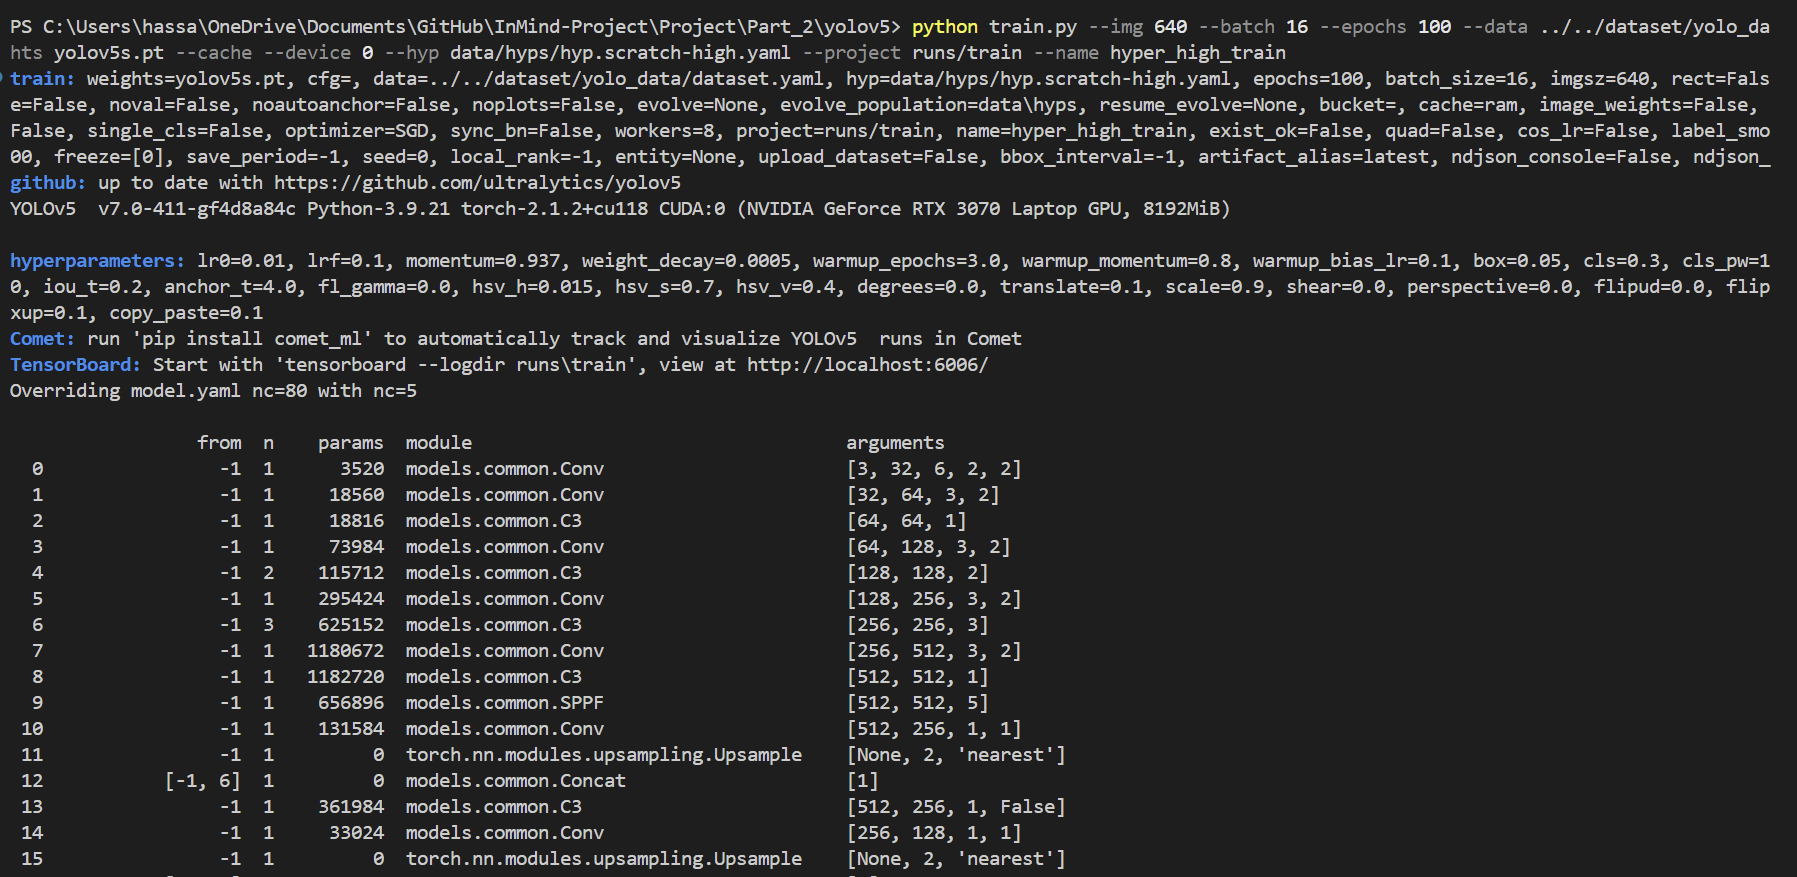 PS C:\Users\hassa\OneDrive\Documents\GitHub\InMind-Project\Project\Part_2\yolov5> python train.py --img 640 --batch 16 --epochs 100 --data ../../dataset/yolo_da
hts yolov5s.pt --cache --device 0 --hyp data/hyps/hyp.scratch-high.yaml --project runs/train --name hyper_high_train
train: weights=yolov5s.pt, cfg=, data=../../dataset/yolo_data/dataset.yaml, hyp=data/hyps/hyp.scratch-high.yaml, epochs=100, batch_size=16, imgsz=640, rect=Fals
e=False, noval=False, noautoanchor=False, noplots=False, evolve=None, evolve_population=data\hyps, resume_evolve=None, bucket=, cache=ram, image_weights=False,
False, single_cls=False, optimizer=SGD, sync_bn=False, workers=8, project=runs/train, name=hyper_high_train, exist_ok=False, quad=False, cos_lr=False, label_smo
00, freeze=[0], save_period=-1, seed=0, local_rank=-1, entity=None, upload_dataset=False, bbox_interval=-1, artifact_alias=latest, ndjson_console=False, ndjson_
github: up to date with https://github.com/ultralytics/yolov5
YOLOv5  v7.0-411-gf4d8a84c Python-3.9.21 torch-2.1.2+cu118 CUDA:0 (NVIDIA GeForce RTX 3070 Laptop GPU, 8192MiB)
hyperparameters: lr0=0.01, lrf=0.1, momentum=0.937, weight_decay=0.0005, warmup_epochs=3.0, warmup_momentum=0.8, warmup_bias_lr=0.1, box=0.05, cls=0.3, cls_pw=1
0, iou_t=0.2, anchor_t=4.0, fl_gamma=0.0, hsv_h=0.015, hsv_s=0.7, hsv_v=0.4, degrees=0.0, translate=0.1, scale=0.9, shear=0.0, perspective=0.0, flipud=0.0, flip
xup=0.1, copy_paste=0.1
Comet: run 'pip install comet_ml' to automatically track and visualize YOLOv5  runs in Comet
TensorBoard: Start with 'tensorboard --logdir runs\train', view at http://localhost:6006/
Overriding model.yaml nc=80 with nc=5
from  n    params  module                                  arguments
0                -1  1      3520  models.common.Conv                      [3, 32, 6, 2, 2]
1                -1  1     18560  models.common.Conv                      [32, 64, 3, 2]
2                -1  1     18816  models.common.C3                        [64, 64, 1]
3                -1  1     73984  models.common.Conv                      [64, 128, 3, 2]
4                -1  2    115712  models.common.C3                        [128, 128, 2]
5                -1  1    295424  models.common.Conv                      [128, 256, 3, 2]
6                -1  3    625152  models.common.C3                        [256, 256, 3]
7                -1  1   1180672  models.common.Conv                      [256, 512, 3, 2]
8                -1  1   1182720  models.common.C3                        [512, 512, 1]
9                -1  1    656896  models.common.SPPF                      [512, 512, 5]
10                -1  1    131584  models.common.Conv                      [512, 256, 1, 1]
11                -1  1         0  torch.nn.modules.upsampling.Upsample    [None, 2, 'nearest']
12           [-1, 6]  1         0  models.common.Concat                    [1]
13                -1  1    361984  models.common.C3                        [512, 256, 1, False]
14                -1  1     33024  models.common.Conv                      [256, 128, 1, 1]
15                -1  1         0  torch.nn.modules.upsampling.Upsample    [None, 2, 'nearest']